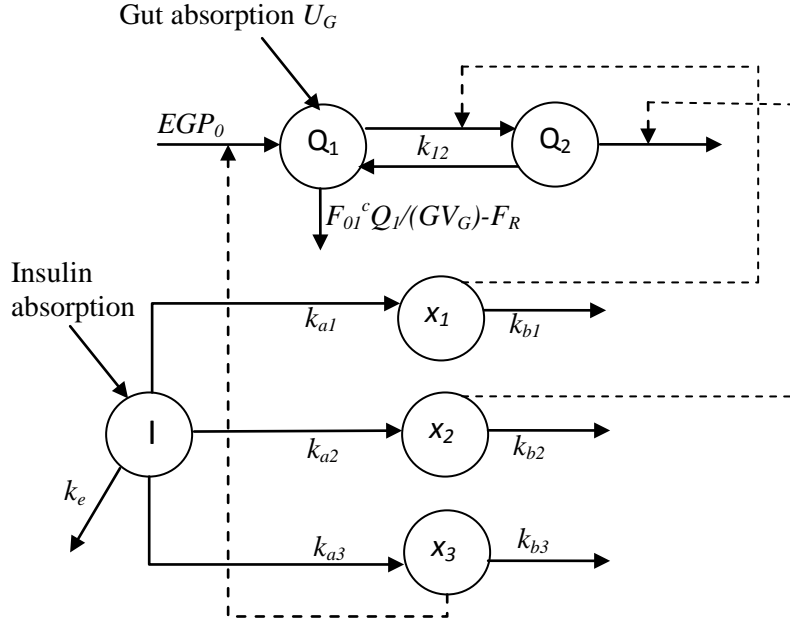 Gut absorption U_G
EGP_0
Q_1
k_12
Q_2
F_01^c Q_1/(GV_G)-F_R
Insulin
absorption
k_a1
x_1
k_b1
I
k_a2
x_2
k_b2
k_e
k_a3
x_3
k_b3